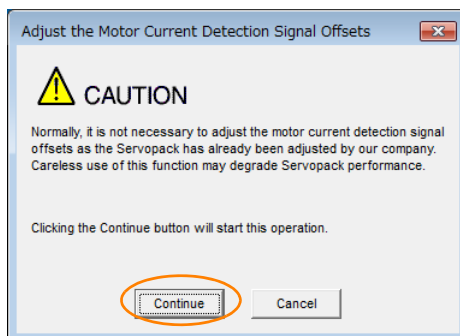 Adjust the Motor Current Detection Signal Offsets
CAUTION
Normally, it is not necessary to adjust the motor current detection signal
offsets as the Servopack has already been adjusted by our company.
Careless use of this function may degrade Servopack performance.
Clicking the Continue button will start this operation.
Continue Cancel